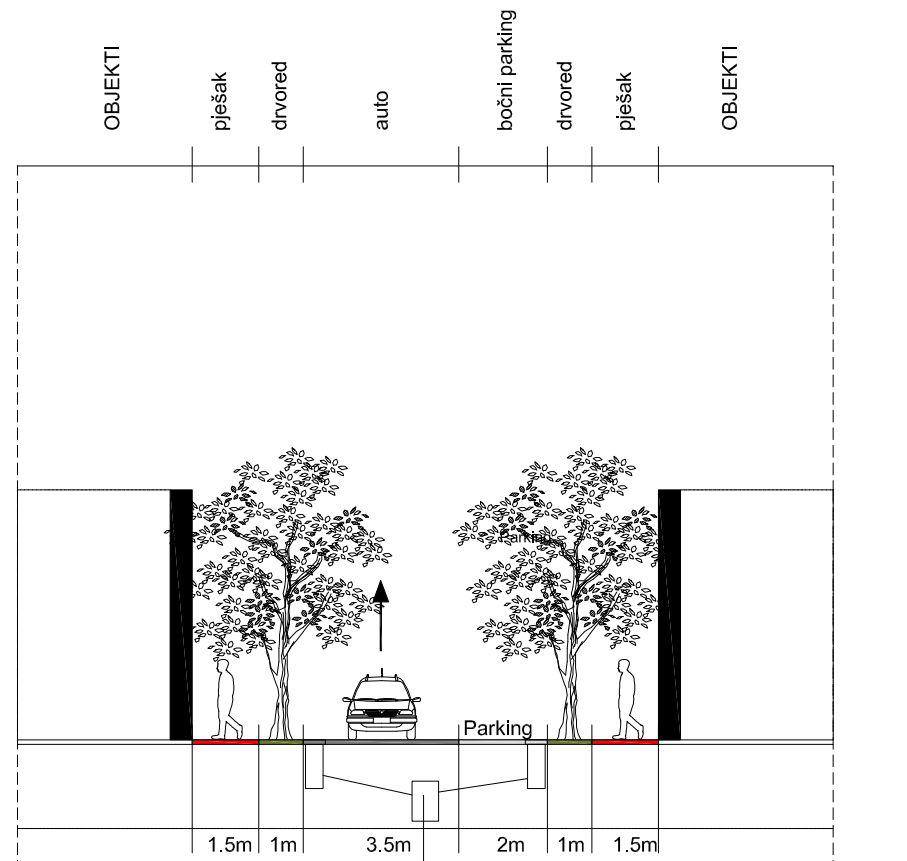 OBJEKTI
pješak
drvored
auto
bočni parking
drvored
pješak
OBJEKTI
Parking
Parking
1.5m
1m
3.5m
2m
1m
1.5m